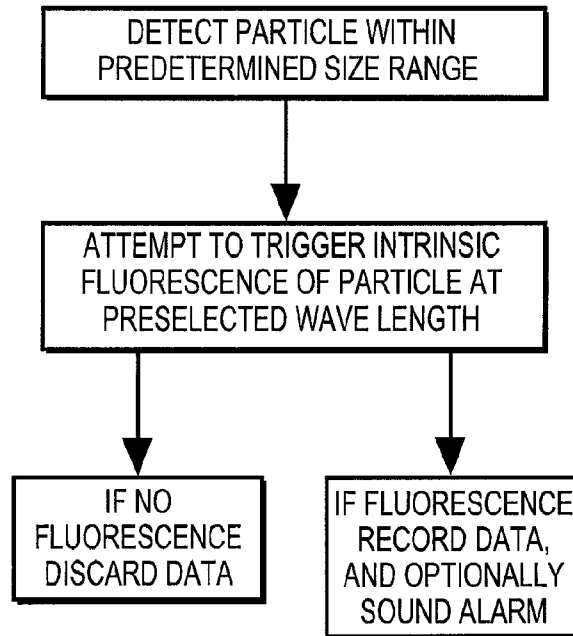 DETECT PARTICLE WITHIN
PREDETERMINED SIZE RANGE
ATTEMPT TO TRIGGER INTRINSIC
FLUORESCENCE OF PARTICLE AT
PRESELECTED WAVE LENGTH
IF NO
FLUORESCENCE
DISCARD DATA
IF FLUORESCENCE
RECORD DATA,
AND OPTIONALLY
SOUND ALARM